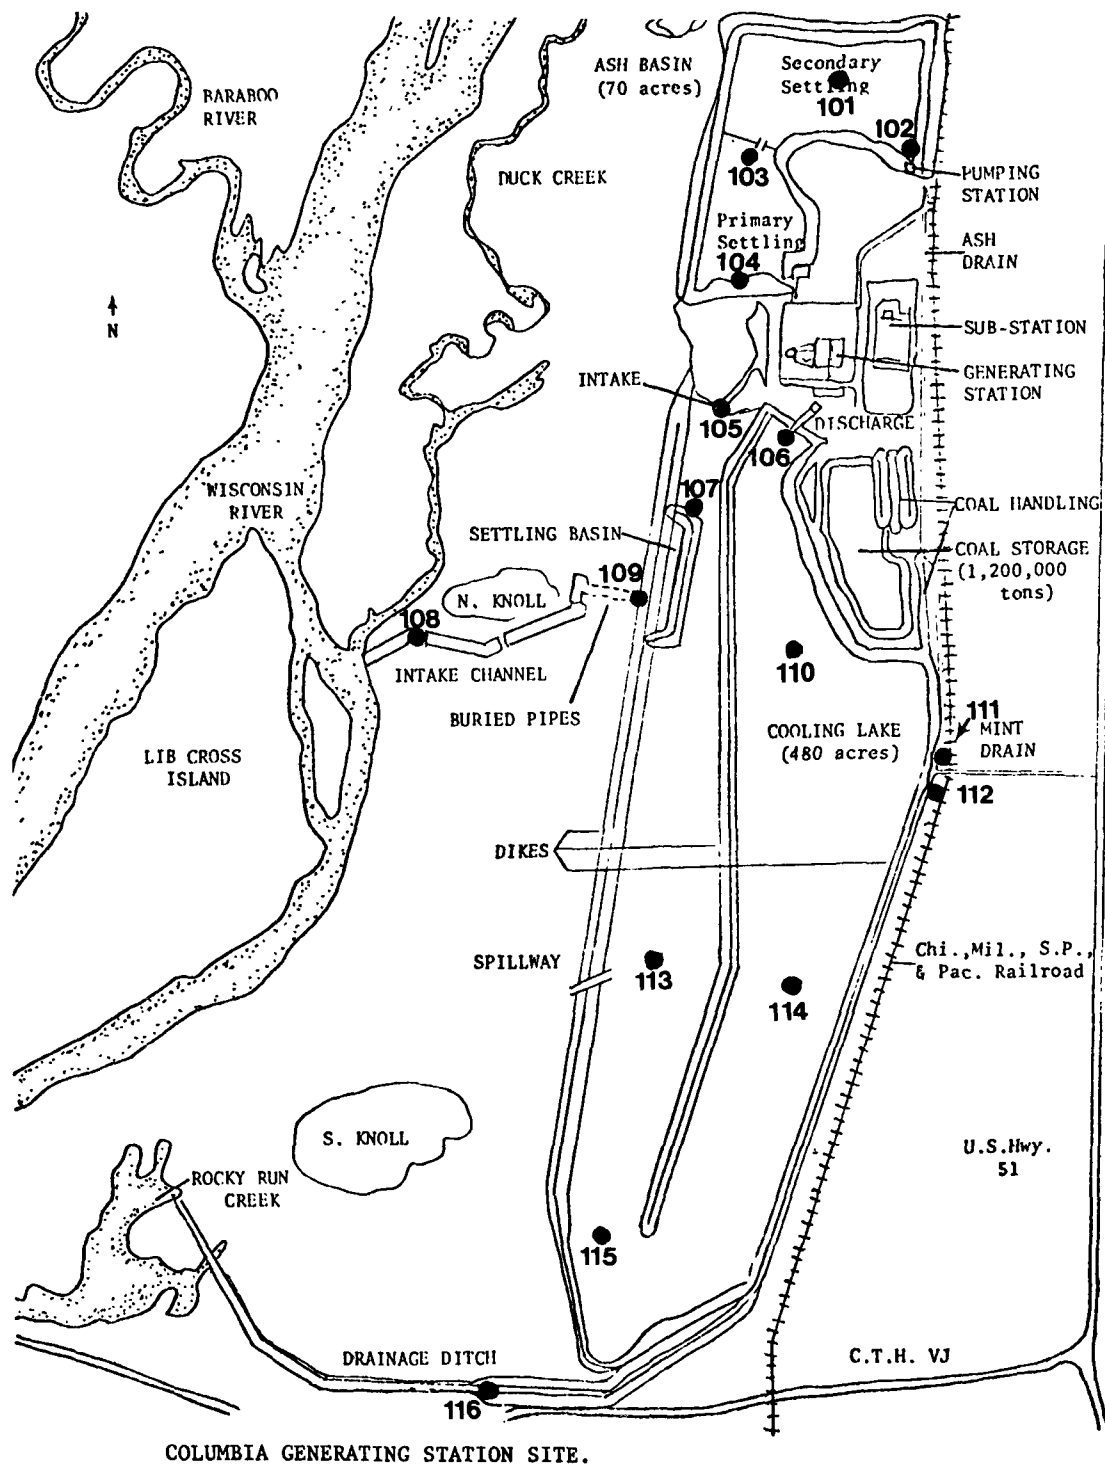 ASH BASIN
(70 acres)
Secondary
Settling
101
102
BARABOO
RIVER
103
DUCK CREEK
PUMPING
STATION
Primary
Settling
104
ASH
DRAIN
N
SUB-STATION
GENERATING
STATION
INTAKE
105
DISCHARGE
106
107
WISCONSIN
RIVER
COAL HANDLING
SETTLING BASIN
COAL STORAGE
(1,200,000
tons)
109
N. KNOLL
108
INTAKE CHANNEL
110
BURIED PIPES
111
MINT
DRAIN
COOLING LAKE
(480 acres)
LIB CROSS
ISLAND
112
DIKES
SPILLWAY
113
Chi.,Mil., S.P.,
& Pac. Railroad
114
S. KNOLL
U.S.Hwy.
51
ROCKY RUN
CREEK
115
DRAINAGE DITCH
C.T.H. VJ
116
COLUMBIA GENERATING STATION SITE.